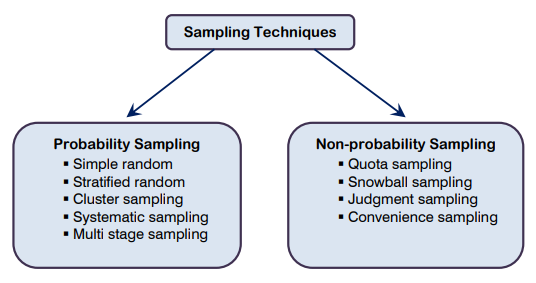 Sampling Techniques
Probability Sampling
▪ Simple random
▪ Stratified random
▪ Cluster sampling
▪ Systematic sampling
▪ Multi stage sampling
Non-probability Sampling
▪ Quota sampling
▪ Snowball sampling
▪ Judgment sampling
▪ Convenience sampling